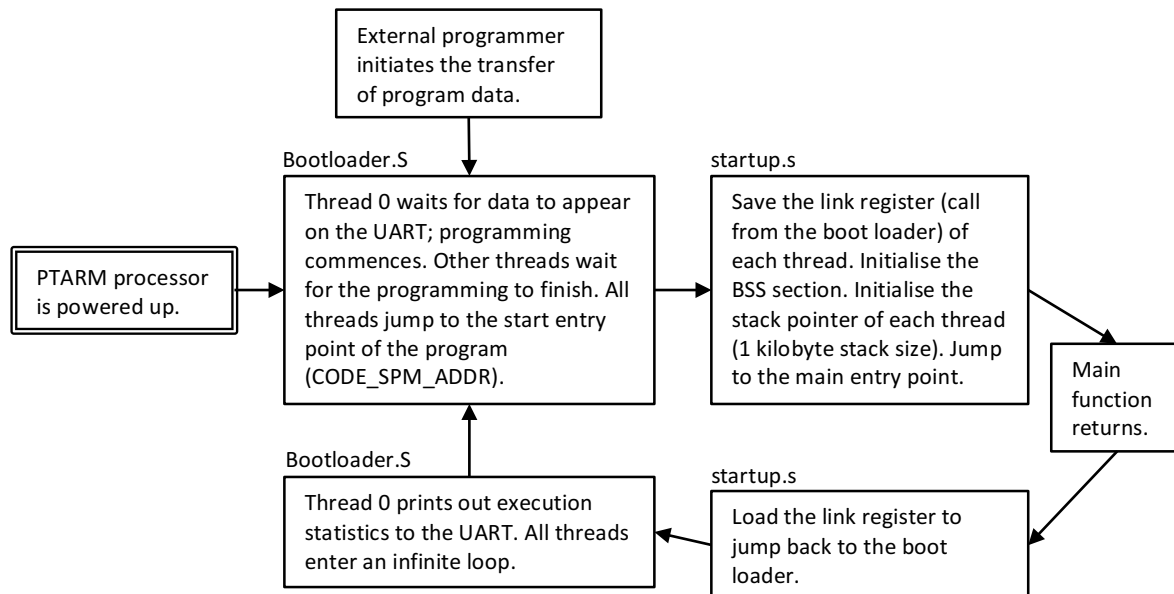 External programmer
initiates the transfer
of program data.
Bootloader.S
Thread 0 waits for data to appear
on the UART; programming
commences. Other threads wait
for the programming to finish. All
threads jump to the start entry
point of the program
(CODE_SPM_ADDR).
startup.s
Save the link register (call
from the boot loader) of
each thread. Initialise the
BSS section. Initialise the
stack pointer of each thread
(1 kilobyte stack size). Jump
to the main entry point.
PTARM processor
is powered up.
Main
function
returns.
Bootloader.S
Thread 0 prints out execution
statistics to the UART. All threads
enter an infinite loop.
startup.s
Load the link register to
jump back to the boot
loader.